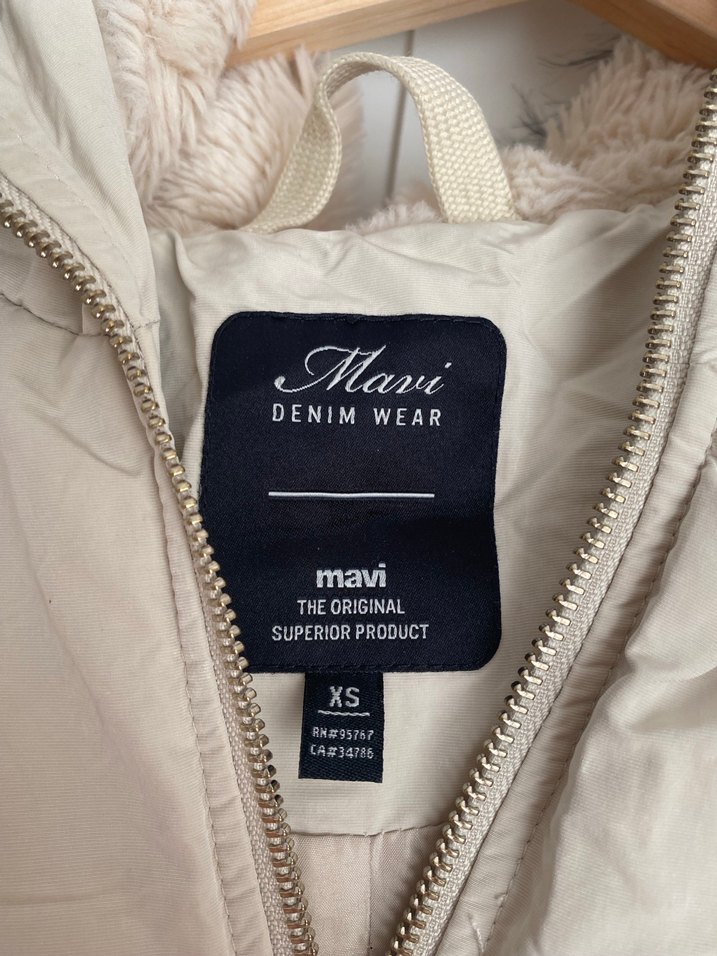 Mavi
DENIM WEAR
mavi
THE ORIGINAL
SUPERIOR PRODUCT
XS
RN#95767
CA#34786